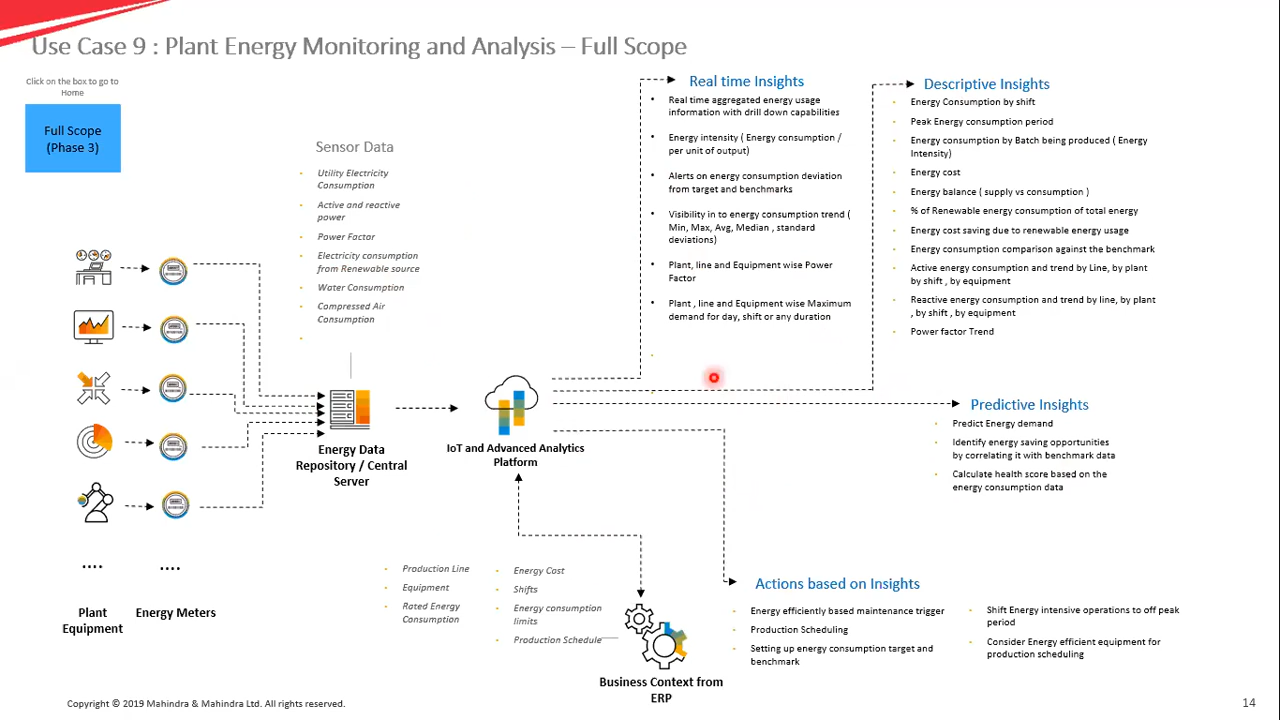 Use Case 9 : Plant Energy Monitoring and Analysis – Full Scope
Click on the box to go to
Home
Full Scope
(Phase 3)
Sensor Data
Utility Electricity
Consumption
Active and reactive
power
Power Factor
Electricity consumption
from Renewable source
Water Consumption
Compressed Air
Consumption
Real time Insights
Real time aggregated energy usage
information with drill down capabilities
Energy intensity ( Energy consumption /
per unit of output)
Alerts on energy consumption deviation
from target and benchmarks
Visibility in to energy consumption trend (
Min, Max, Avg, Median , standard
deviations)
Plant, line and Equipment wise Power
Factor
Plant , line and Equipment wise Maximum
demand for day, shift or any duration
Descriptive Insights
Energy Consumption by shift
Peak Energy consumption period
Energy consumption by Batch being produced ( Energy
Intensity)
Energy cost
Energy balance ( supply vs consumption )
% of Renewable energy consumption of total energy
Energy cost saving due to renewable energy usage
Energy consumption comparison against the benchmark
Active energy consumption and trend by Line, by plant
by shift , by equipment
Reactive energy consumption and trend by line, by plant
, by shift , by equipment
Power factor Trend
Predictive Insights
Predict Energy demand
Identify energy saving opportunities
by correlating it with benchmark data
Calculate health score based on the
energy consumption data
Energy Data
Repository / Central
Server
IoT and Advanced Analytics
Platform
....
....
Plant
Equipment
Energy Meters
Production Line
Equipment
Rated Energy
Consumption
Energy Cost
Shifts
Energy consumption
limits
Production Schedule
Business Context from
ERP
Actions based on Insights
Energy efficiently based maintenance trigger
Production Scheduling
Setting up energy consumption target and
benchmark
Shift Energy intensive operations to off peak
period
Consider Energy efficient equipment for
production scheduling
Copyright © 2019 Mahindra & Mahindra Ltd. All rights reserved.
14